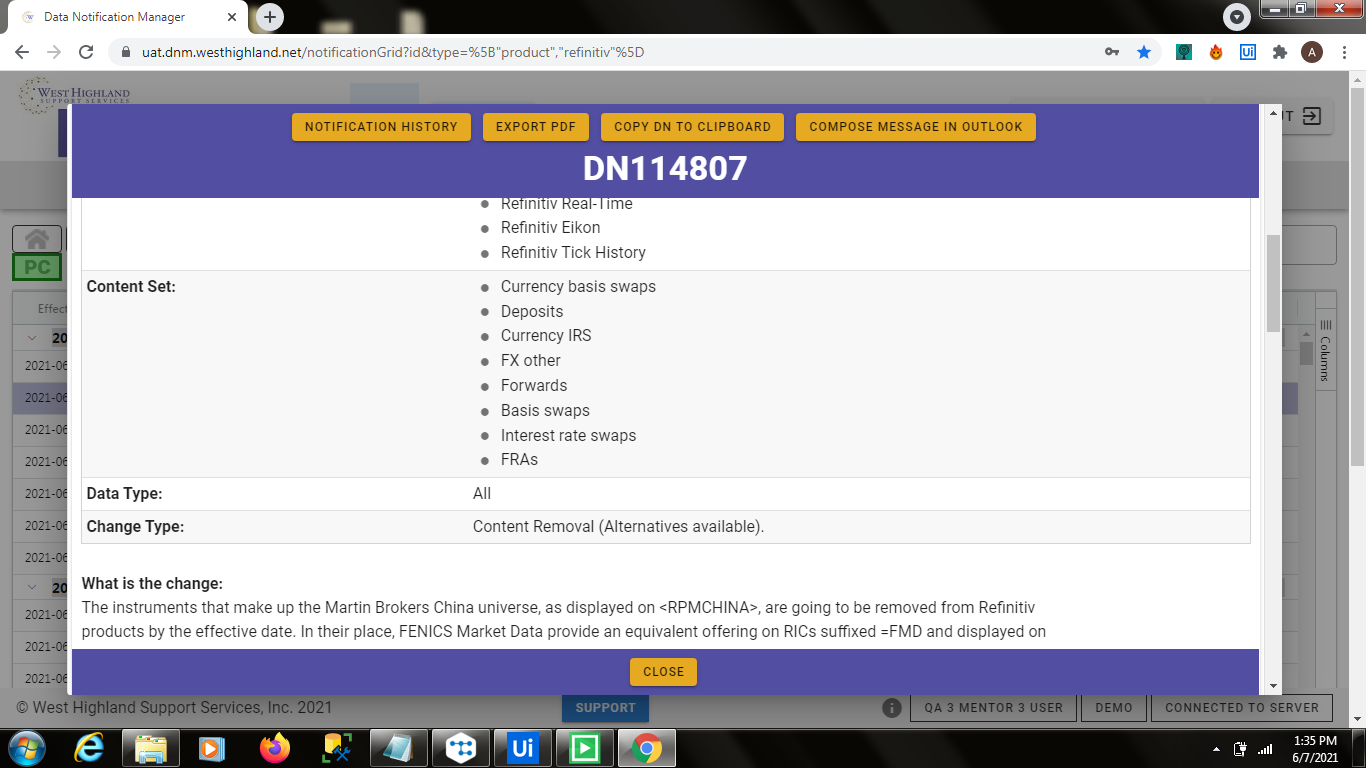 Data Notification Manager
uat.dnm.westhighland.net/notificationGrid?id&type=%5B"product","refinitiv"%5D
Ui
A
WEST HIGHLAND
SUPPORT SERVICES
NOTIFICATION HISTORY
EXPORT PDF
COPY DN TO CLIPBOARD
COMPOSE MESSAGE IN OUTLOOK
DN114807
Refinitiv Real-Time
Refinitiv Eikon
Refinitiv Tick History
PC
Content Set:
Currency basis swaps
Deposits
Currency IRS
FX other
Forwards
Basis swaps
Interest rate swaps
FRAs
Data Type: All
Change Type: Content Removal (Alternatives available).
What is the change:
The instruments that make up the Martin Brokers China universe, as displayed on <RPMCHINA>, are going to be removed from Refinitiv
products by the effective date. In their place, FENICS Market Data provide an equivalent offering on RICs suffixed =FMD and displayed on
CLOSE
Effect
20
2021-06
2021-06
2021-06
2021-06
2021-06
2021-06
2021-06
20
2021-06
2021-06
2021-06
Columns
© West Highland Support Services, Inc. 2021
SUPPORT
QA 3 MENTOR 3 USER
DEMO
CONNECTED TO SERVER
Ui
1:35 PM
6/7/2021